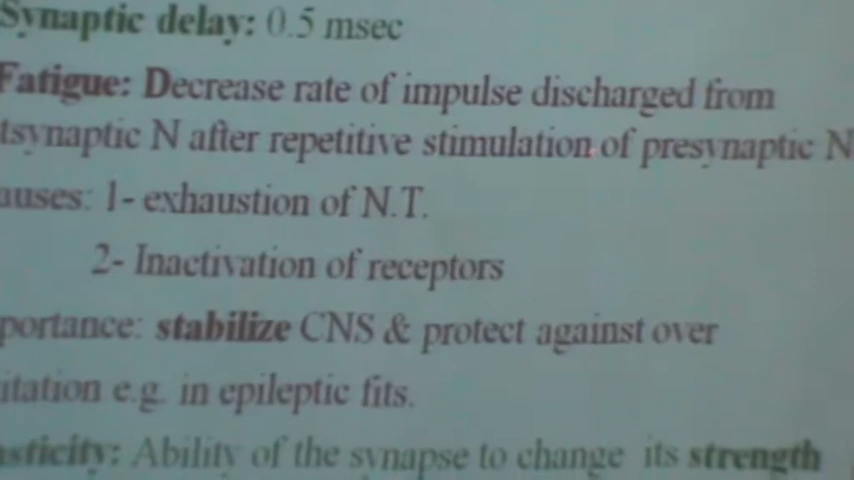 Synaptic delay: 0.5 msec
Fatigue: Decrease rate of impulse discharged from
tsynaptic N after repetitive stimulation of presynaptic N
auses: 1- exhaustion of N.T.
2- Inactivation of receptors
portance: stabilize CNS & protect against over
itation e.g. in epileptic fits.
sticity: Ability of the synapse to change its strength